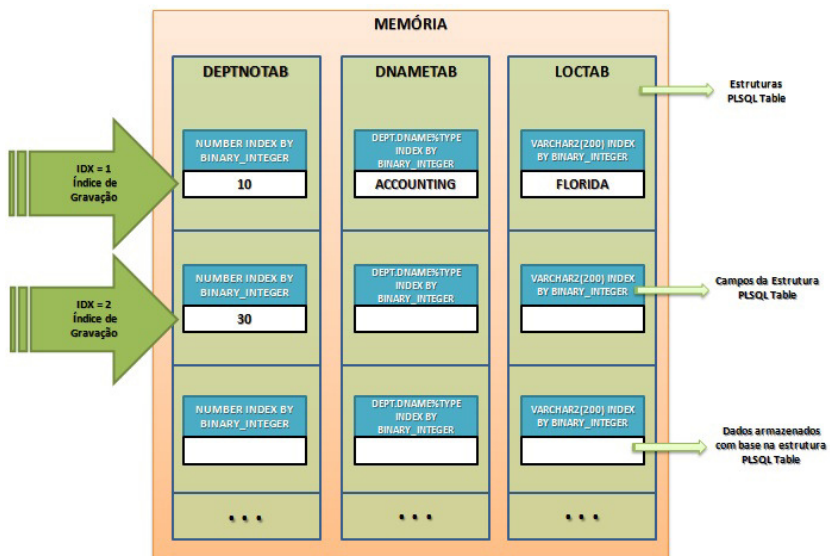 MEMÓRIA
DEPTNOTAB
DNAMETAB
LOCTAB
Estruturas
PLSQL Table
IDX = 1
Índice de
Gravação
NUMBER INDEX BY
BINARY_INTEGER
10
DEPT.DNAME%TYPE
INDEX BY
BINARY_INTEGER
ACCOUNTING
VARCHAR2(200) INDEX
BY BINARY_INTEGER
FLORIDA
IDX = 2
Índice de
Gravação
NUMBER INDEX BY
BINARY_INTEGER
30
DEPT.DNAME%TYPE
INDEX BY
BINARY_INTEGER
VARCHAR2(200) INDEX
BY BINARY_INTEGER
Campos da Estrutura
PLSQL Table
NUMBER INDEX BY
BINARY_INTEGER
DEPT.DNAME%TYPE
INDEX BY
BINARY_INTEGER
VARCHAR2(200) INDEX
BY BINARY_INTEGER
Dados armazenados
com base na estrutura
PLSQL Table
...
...
...